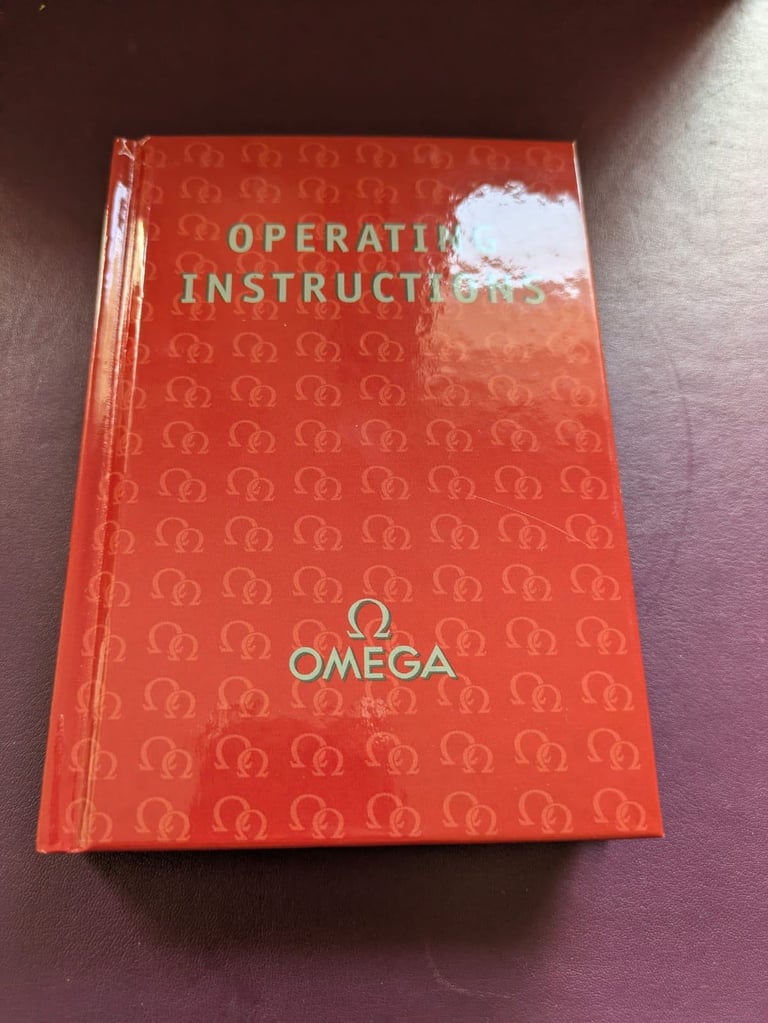 OPERATING
INSTRUCTIONS
Ω
OMEGA